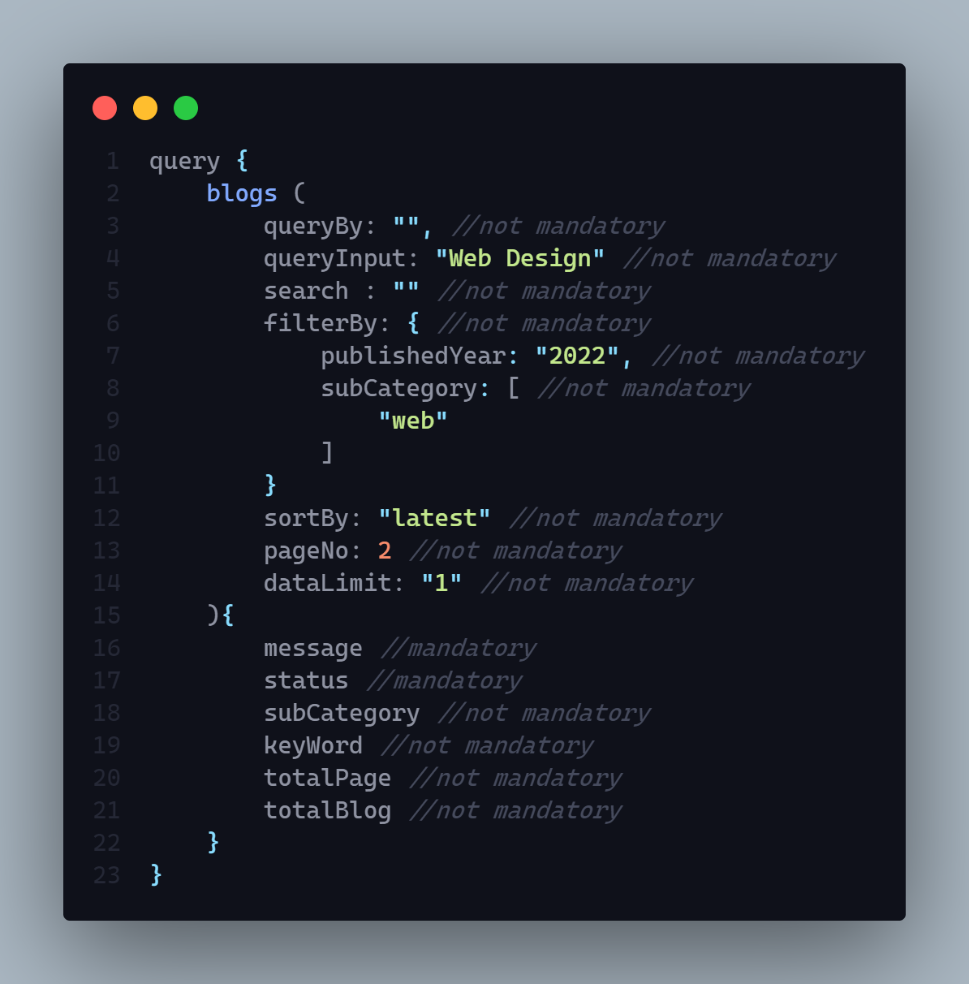 1 query {
2 blogs (
3 queryBy: "", //not mandatory
4 queryInput: "Web Design" //not mandatory
5 search : "" //not mandatory
6 filterBy: { //not mandatory
7 publishedYear: "2022", //not mandatory
8 subCategory: [ //not mandatory
9 "web"
10 ]
11 }
12 sortBy: "latest" //not mandatory
13 pageNo: 2 //not mandatory
14 dataLimit: "1" //not mandatory
15 ){
16 message //mandatory
17 status //mandatory
18 subCategory //not mandatory
19 keyWord //not mandatory
20 totalPage //not mandatory
21 totalBlog //not mandatory
22 }
23 }